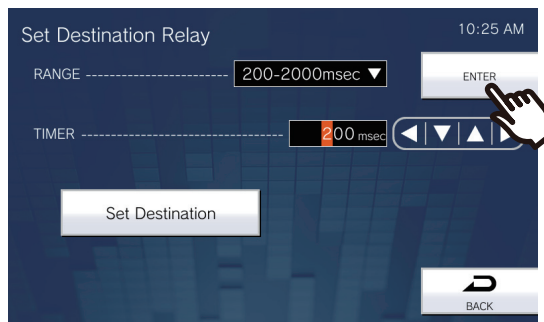 Set Destination Relay 10:25 AM
RANGE ------------------------ 200-2000msec ▼
ENTER
TIMER ---------------------------------- 200 msec
Set Destination
BACK